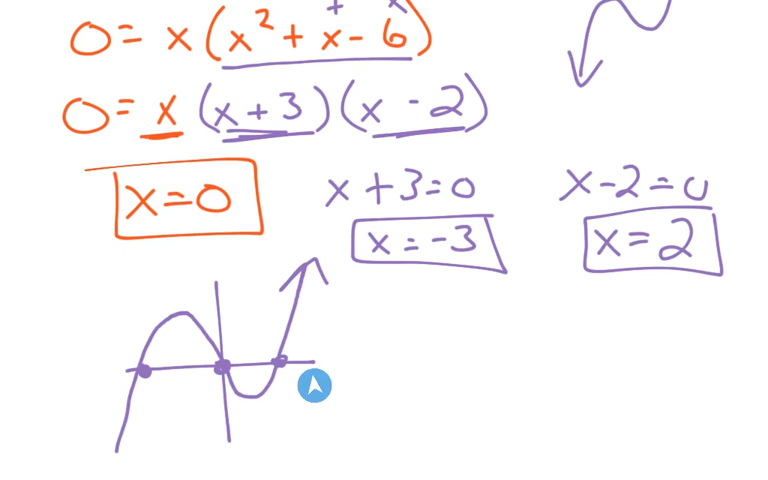 0 = x (x² + x - 6)
0 = x (x + 3) (x - 2)
x = 0
x + 3 = 0
x - 2 = 0
x = -3
x = 2